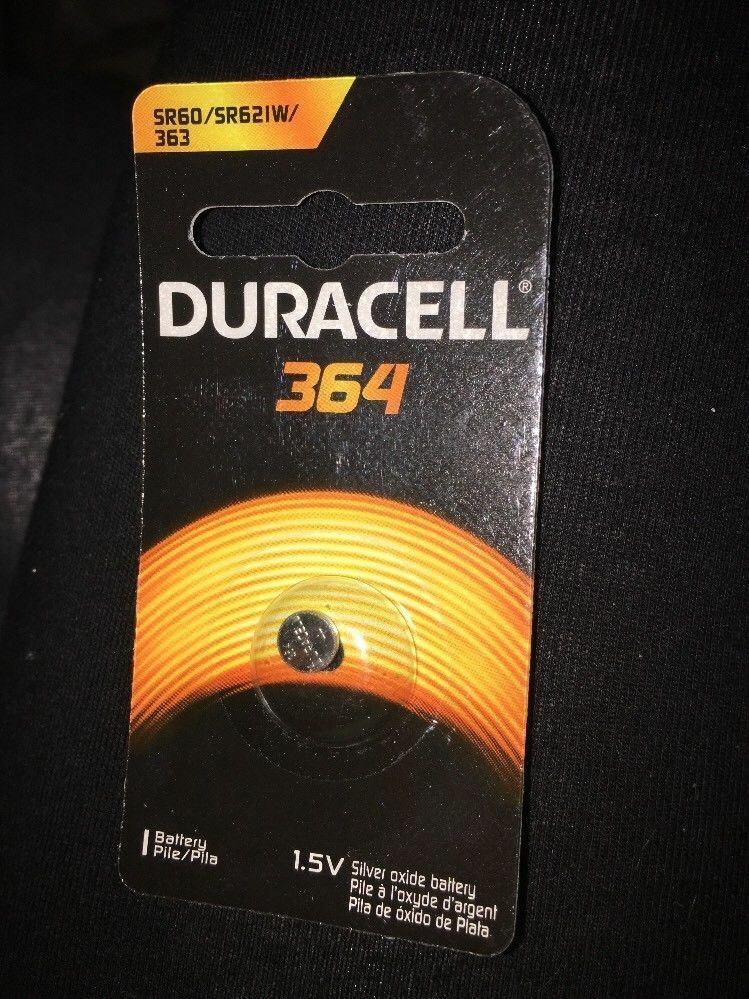 SR60/SR621W/
363
DURACELL®
364
1 Battery
Pile/Pila
1.5V Silver oxide battery
Pile à l'oxyde d'argent
Pila de óxido de Plata